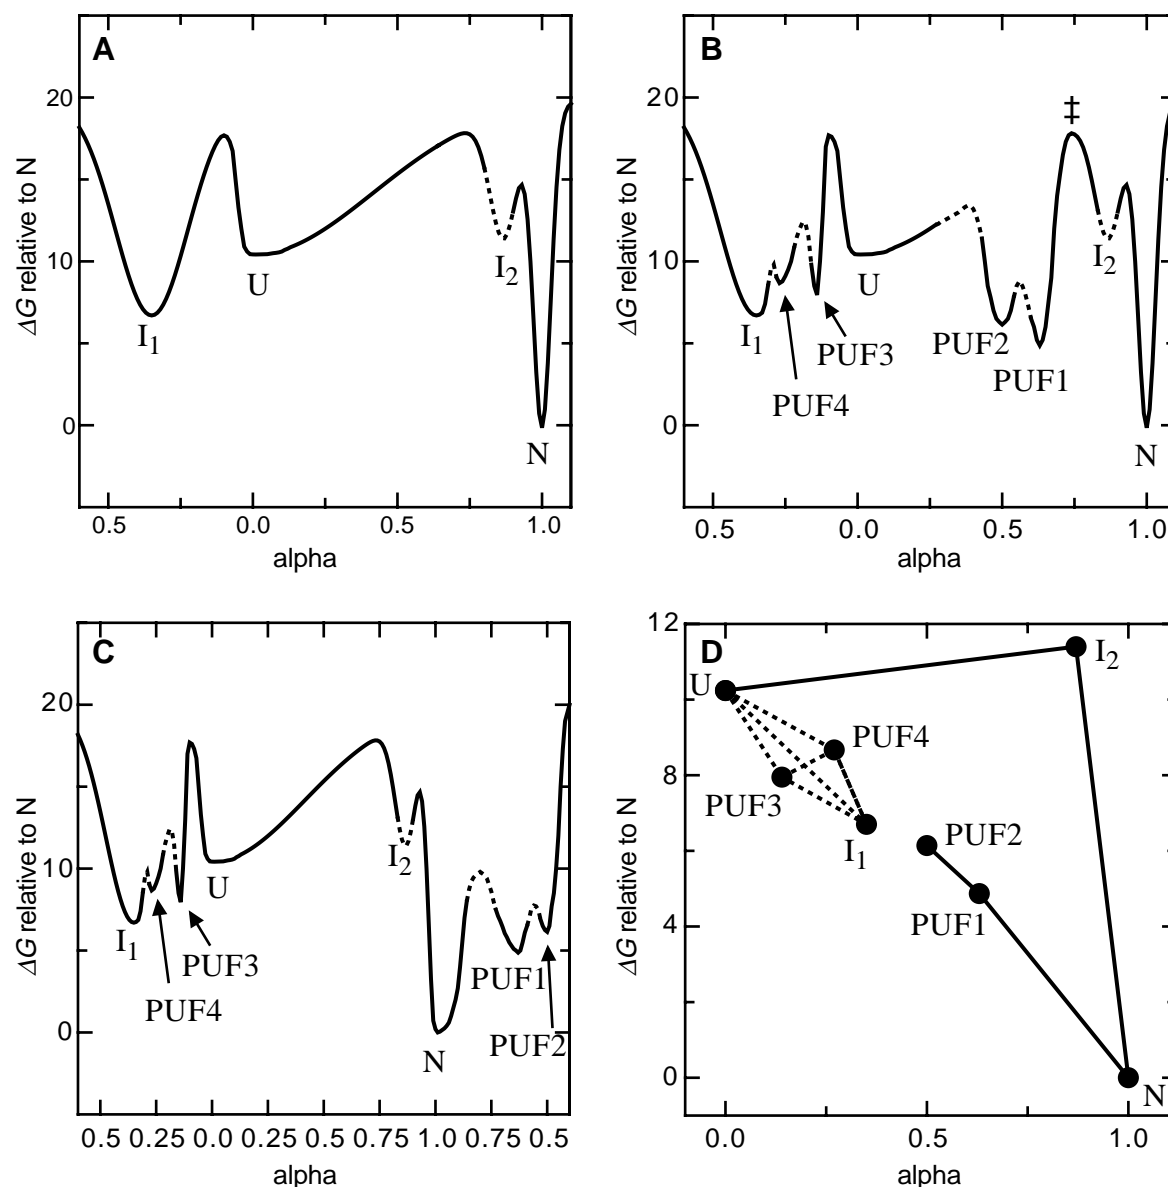 A
20
10
0
ΔG relative to N
I1
U
I2
N
0.5 0.0 0.5 1.0
alpha
B
‡
20
10
0
ΔG relative to N
I1
PUF4
PUF3
U
PUF2
PUF1
I2
N
0.5 0.0 0.5 1.0
alpha
C
20
10
0
ΔG relative to N
I1
PUF4
PUF3
U
I2
N
PUF1
PUF2
0.5 0.25 0.0 0.25 0.5 0.75 1.0 0.75 0.5
alpha
D
12
8
4
0
ΔG relative to N
U
I2
PUF4
PUF3
I1
PUF2
PUF1
N
0.0 0.5 1.0
alpha